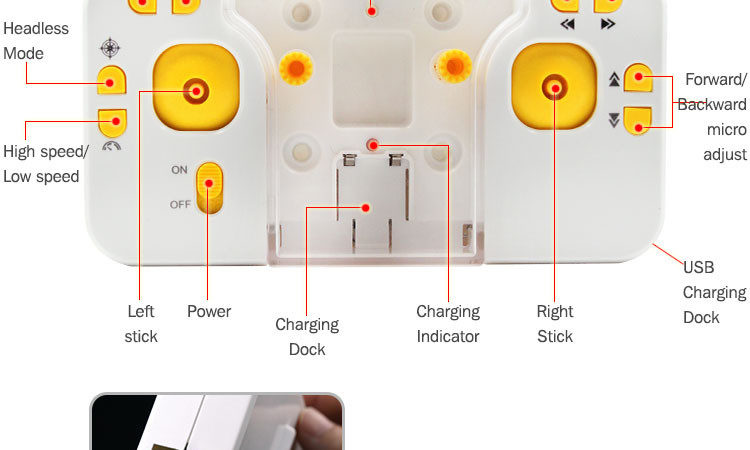 Headless
Mode
High speed/
Low speed
ON
OFF
Forward/
Backward
micro
adjust
Left
stick
Power
Charging
Dock
Charging
Indicator
Right
Stick
USB
Charging
Dock